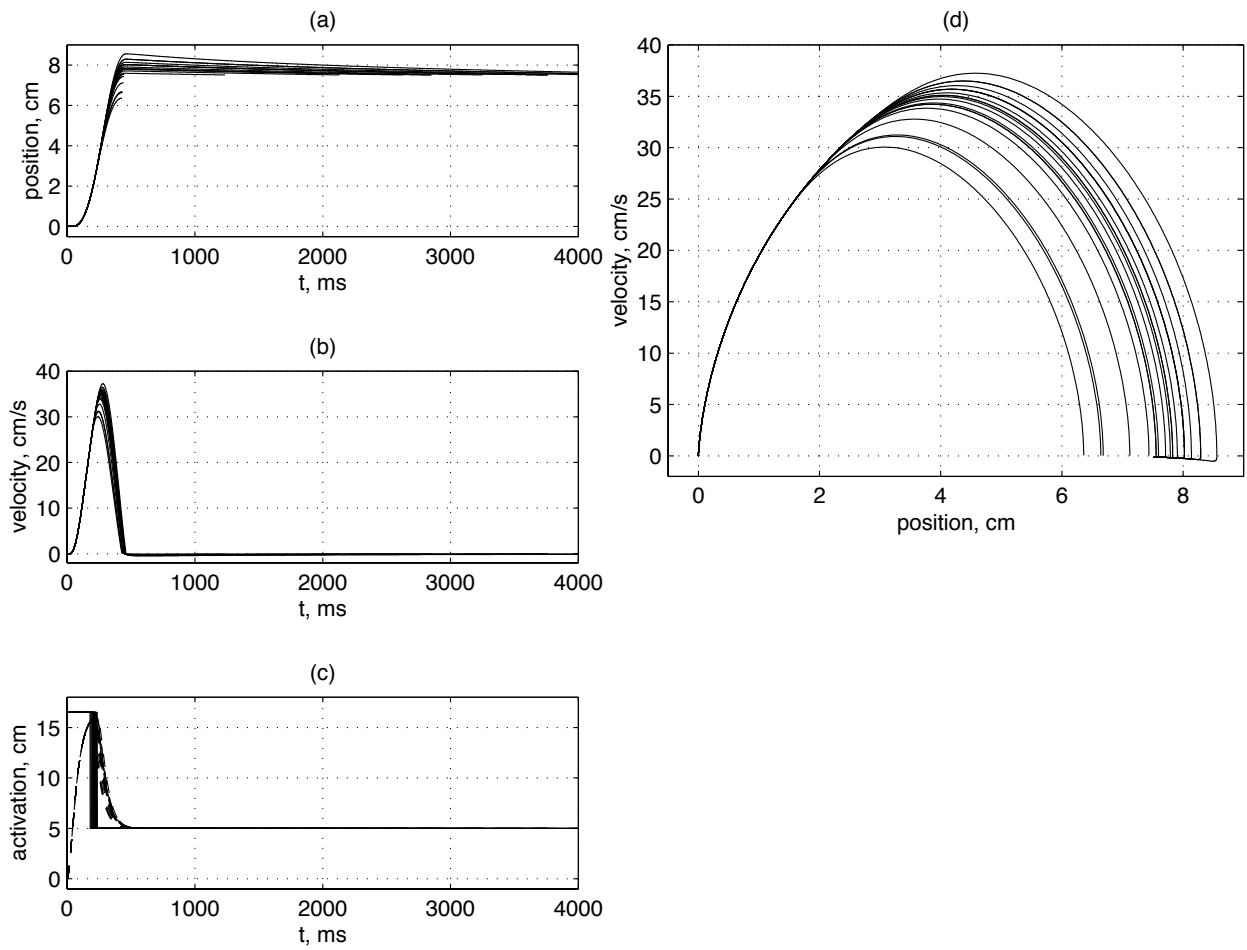 (a)
8
6
4
2
0
position, cm
0 1000 2000 3000 4000
t, ms
(b)
40
30
20
10
0
velocity, cm/s
0 1000 2000 3000 4000
t, ms
(c)
15
10
5
0
activation, cm
0 1000 2000 3000 4000
t, ms
(d)
40
35
30
25
20
15
10
5
0
velocity, cm/s
0 2 4 6 8
position, cm